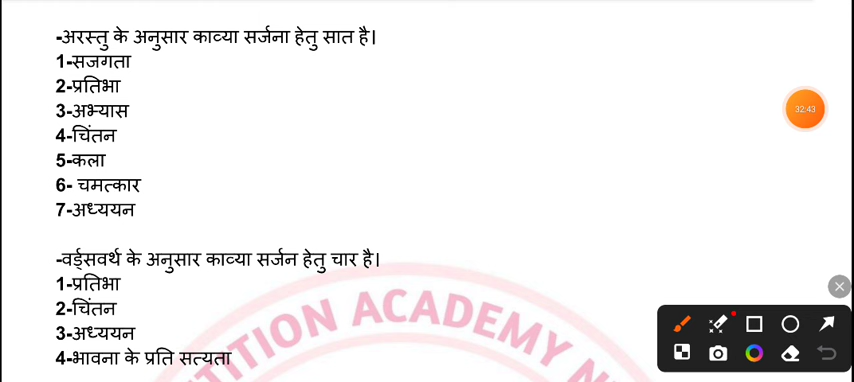 -अरस्तु के अनुसार काव्या सर्जना हेतु सात है।
1-सजगता
2-प्रतिभा
3-अभ्यास
4-चिंतन
5-कला
6- चमत्कार
7-अध्ययन
32:43
-वर्ड्सवर्थ के अनुसार काव्या सर्जन हेतु चार है।
1-प्रतिभा
2-चिंतन
3-अध्ययन
4-भावना के प्रति सत्यता
ACADEMY